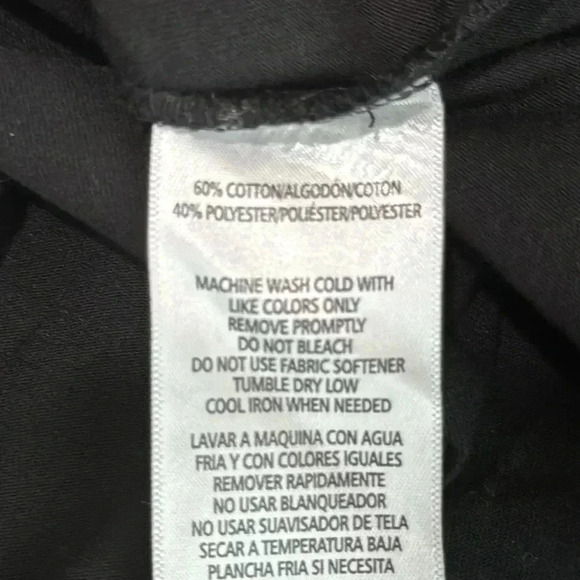 60% COTTON/ALGODÓN/COTON
40% POLYESTER/POLIÉSTER/POLYESTER
MACHINE WASH COLD WITH
LIKE COLORS ONLY
REMOVE PROMPTLY
DO NOT BLEACH
DO NOT USE FABRIC SOFTENER
TUMBLE DRY LOW
COOL IRON WHEN NEEDED
LAVAR A MAQUINA CON AGUA
FRIA Y CON COLORES IGUALES
REMOVER RAPIDAMENTE
NO USAR BLANQUEADOR
NO USAR SUAVISADOR DE TELA
SECAR A TEMPERATURA BAJA
PLANCHA FRIA SI NECESITA